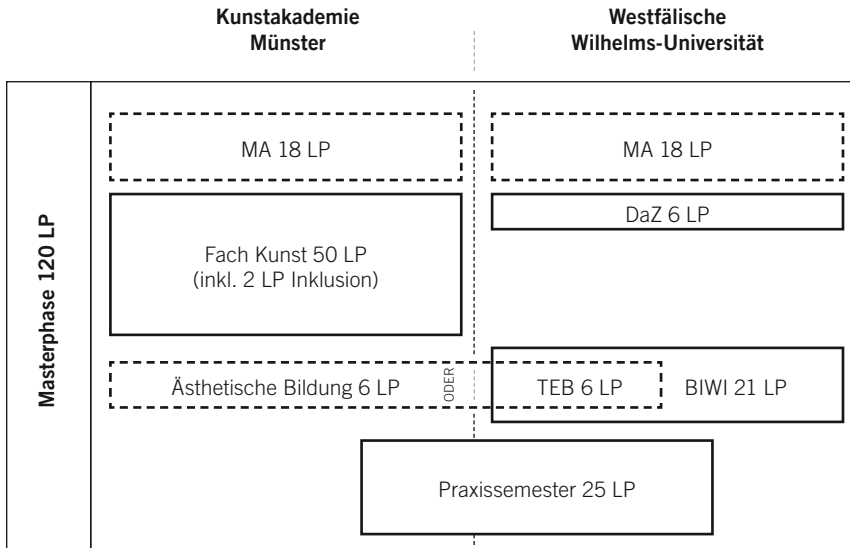 Kunstakademie
Münster
Westfälische
Wilhelms-Universität
Masterphase 120 LP
MA 18 LP
MA 18 LP
DaZ 6 LP
Fach Kunst 50 LP
(inkl. 2 LP Inklusion)
Ästhetische Bildung 6 LP
ODER
TEB 6 LP
BIWI 21 LP
Praxissemester 25 LP